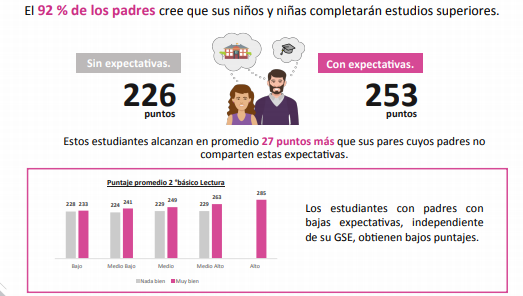 El 92 % de los padres cree que sus niños y niñas completarán estudios superiores.
Sin expectativas.
226
puntos
Con expectativas.
253
puntos
Estos estudiantes alcanzan en promedio 27 puntos más que sus pares cuyos padres no
comparten estas expectativas.
Puntaje promedio 2 °básico Lectura
228 233 224 241 229 249 229 263 285
Bajo Medio Bajo Medio Medio Alto Alto
Nada bien Muy bien
Los estudiantes con padres con
bajas expectativas, independiente
de su GSE, obtienen bajos puntajes.